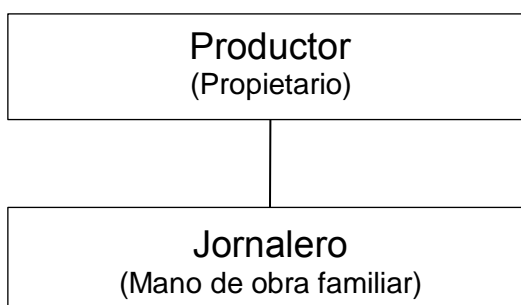 Productor
(Propietario)
Jornalero
(Mano de obra familiar)